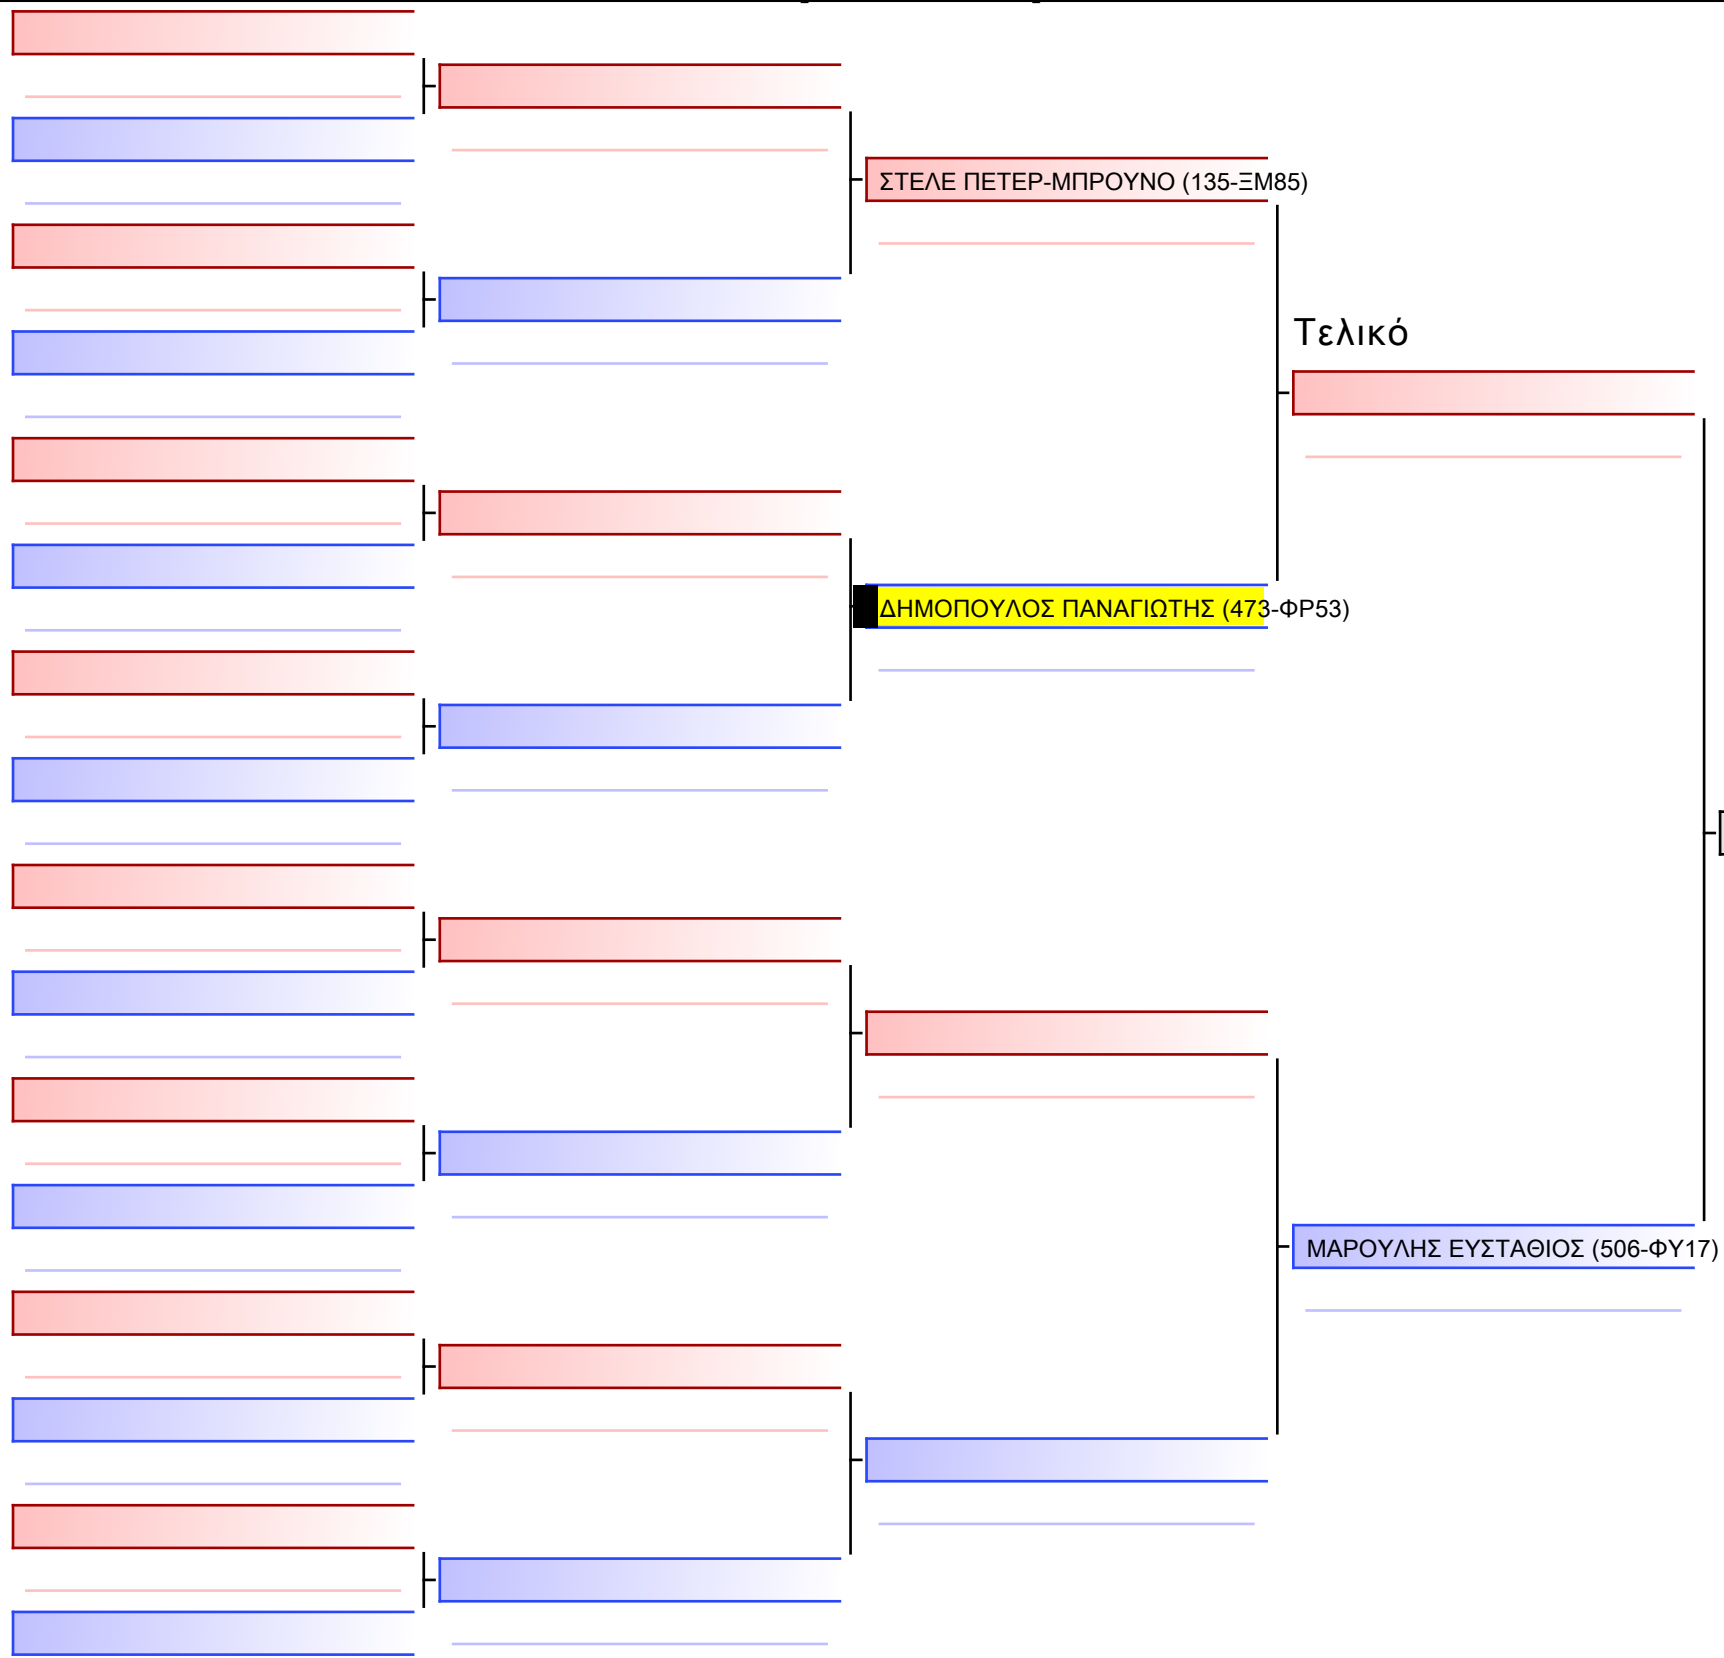 ΣΤΕΛΕ ΠΕΤΕΡ-ΜΠΡΟΥΝΟ (135-ΞΜ85)
Τελικό
ΔΗΜΟΠΟΥΛΟΣ ΠΑΝΑΓΙΩΤΗΣ (473-ΦΡ53)
ΜΑΡΟΥΛΗΣ ΕΥΣΤΑΘΙΟΣ (506-ΦΥ17)